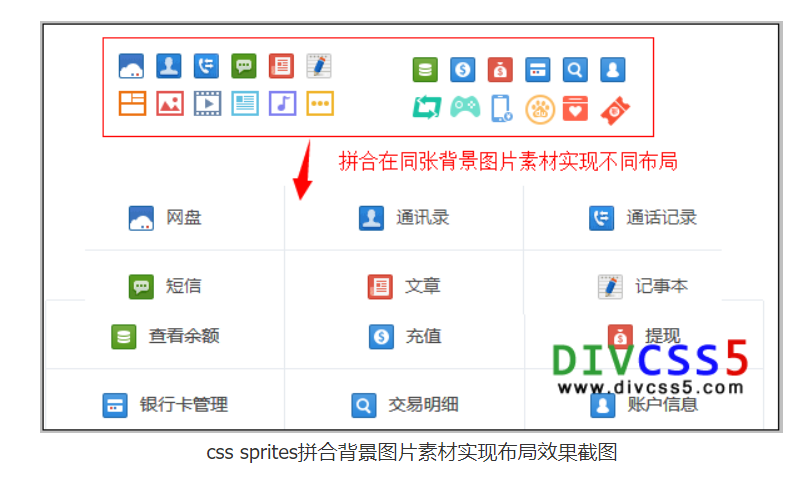 拼合在同张背景图片素材实现不同布局
网盘 通讯录 通话记录
短信 文章 记事本
查看余额 充值 提现
DIVCSS5
www.divcss5.com
银行卡管理 交易明细 账户信息
css sprites拼合背景图片素材实现布局效果截图